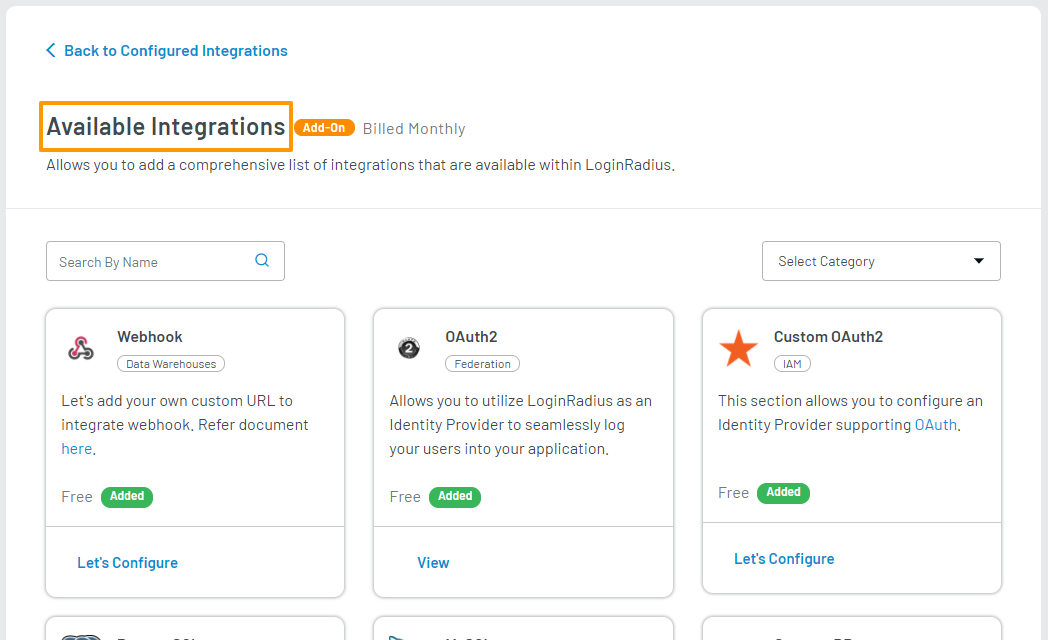 Back to Configured Integrations
Available Integrations Add-On Billed Monthly
Allows you to add a comprehensive list of integrations that are available within LoginRadius.
Search By Name
Select Category
Webhook
Data Warehouses
Let's add your own custom URL to
integrate webhook. Refer document
here.
Free Added
Let's Configure
OAuth2
Federation
2
Allows you to utilize LoginRadius as an
Identity Provider to seamlessly log
your users into your application.
Free Added
View
Custom OAuth2
IAM
This section allows you to configure an
Identity Provider supporting OAuth.
Free Added
Let's Configure